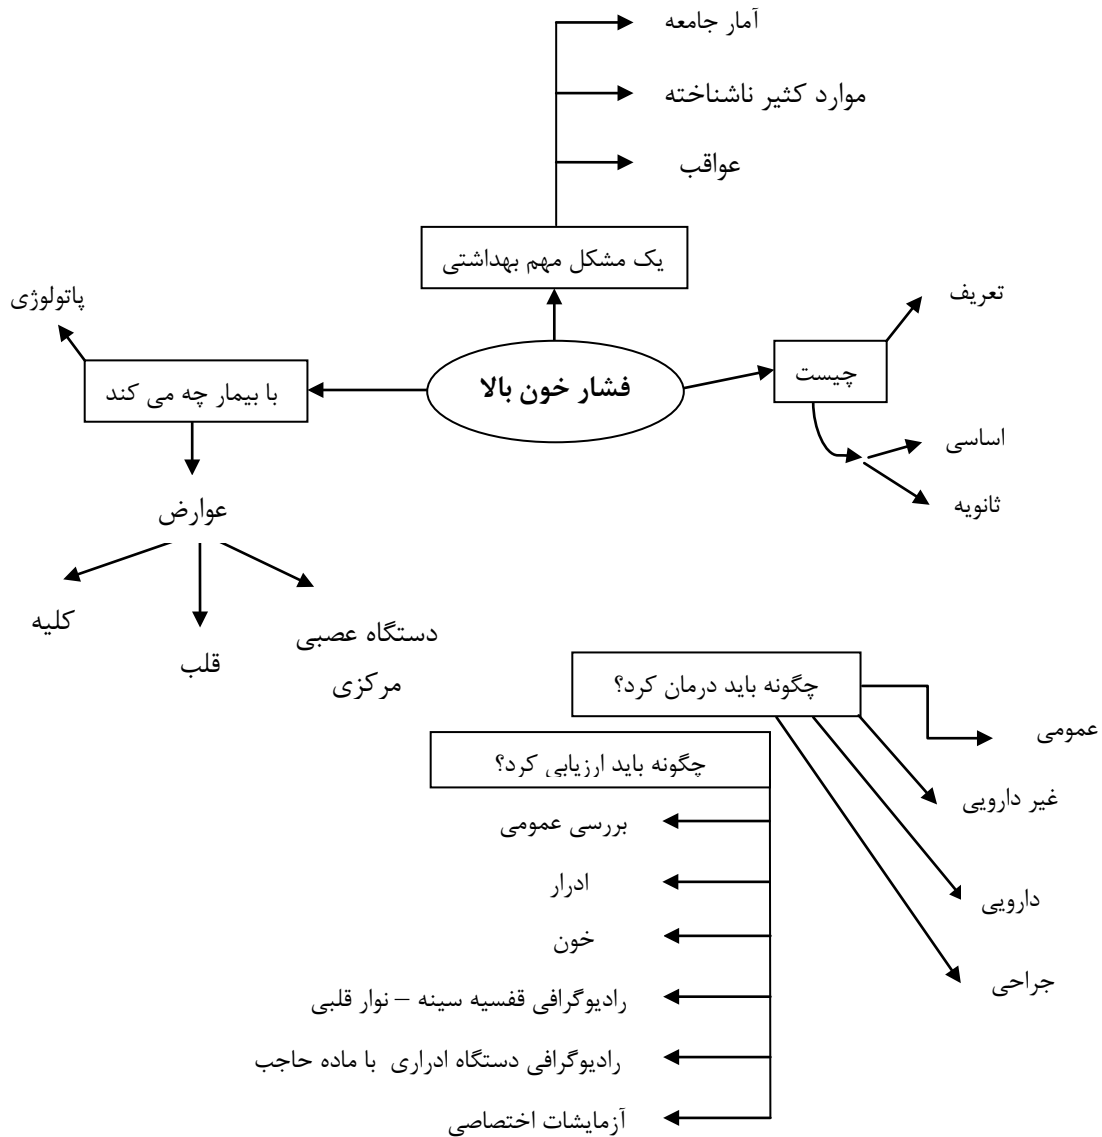 آمار جامعه
موارد کثیر ناشناخته
عواقب
یک مشکل مهم بهداشتی
تعریف
پاتولوژی
چیست
فشار خون بالا
با بیمار چه می کند
اساسی
ثانویه
عوارض
کلیه
قلب
دستگاه عصبی
مرکزی
چگونه باید درمان کرد؟
عمومی
غیر دارویی
دارویی
جراحی
چگونه باید ارزیابی کرد؟
بررسی عمومی
ادرار
خون
رادیوگرافی قفسیه سینه – نوار قلبی
رادیوگرافی دستگاه ادراری با ماده حاجب
آزمایشات اختصاصی